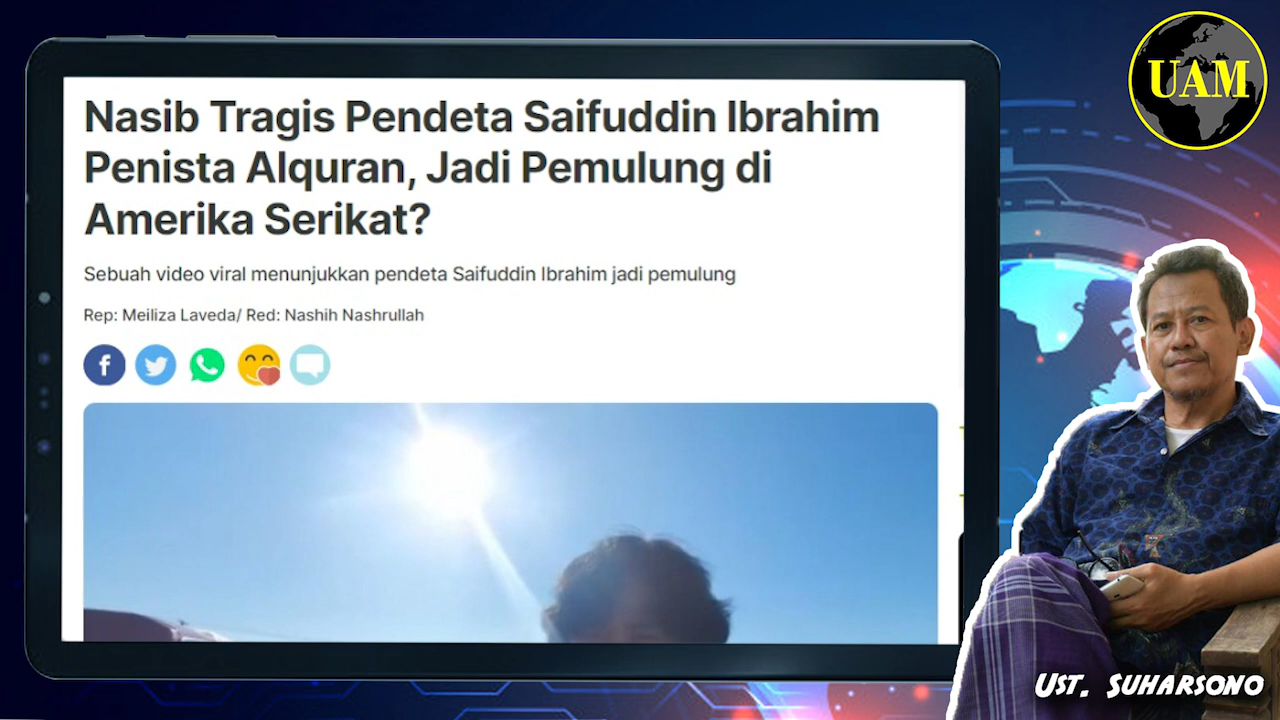 Nasib Tragis Pendeta Saifuddin Ibrahim
Penista Alquran, Jadi Pemulung di
Amerika Serikat?
Sebuah video viral menunjukkan pendeta Saifuddin Ibrahim jadi pemulung
Rep: Meiliza Laveda/ Red: Nashih Nashrullah
UAM
Ust. Suharsono